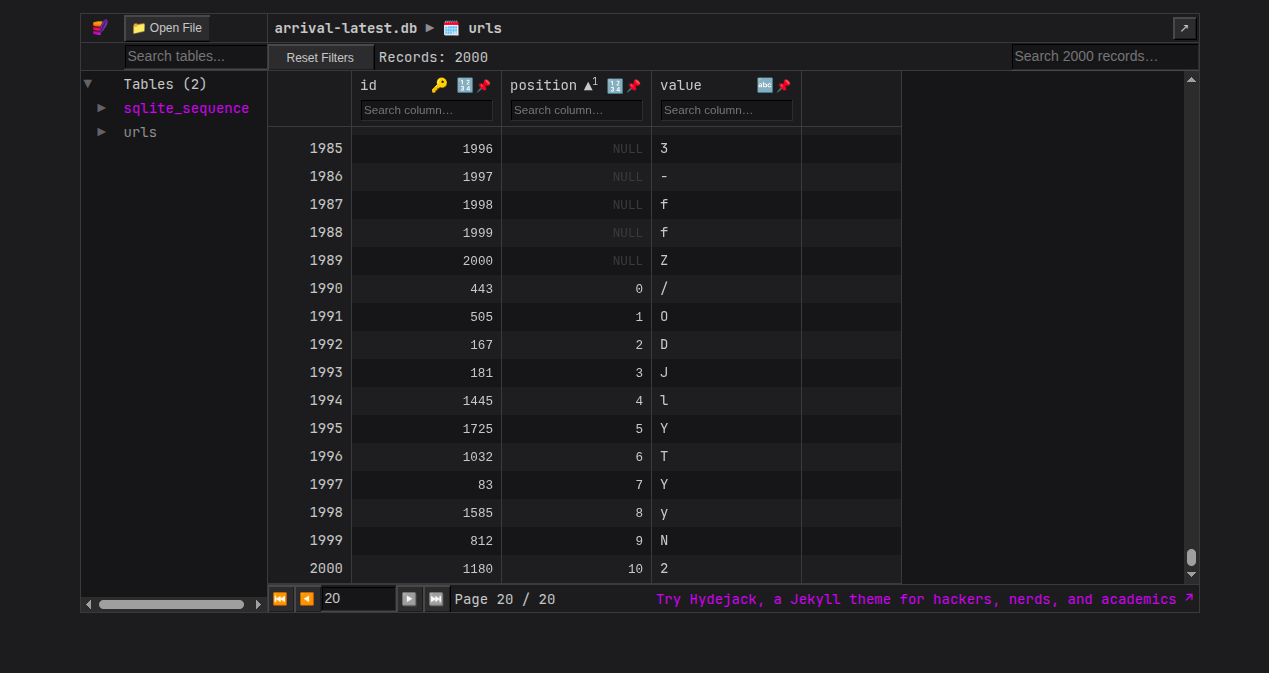 Open File arrival-latest.db ▶ urls ↗
Search tables... Reset Filters Records: 2000 Search 2000 records...
▼ Tables (2)
▶ sqlite_sequence
▶ urls
id position ▲1 value
Search column... Search column... Search column...
1985 1996 NULL 3
1986 1997 NULL -
1987 1998 NULL f
1988 1999 NULL f
1989 2000 NULL Z
1990 443 0 /
1991 505 1 O
1992 167 2 D
1993 181 3 J
1994 1445 4 l
1995 1725 5 Y
1996 1032 6 T
1997 83 7 Y
1998 1585 8 y
1999 812 9 N
2000 1180 10 2
20 Page 20 / 20 Try Hydejack, a Jekyll theme for hackers, nerds, and academics ↗